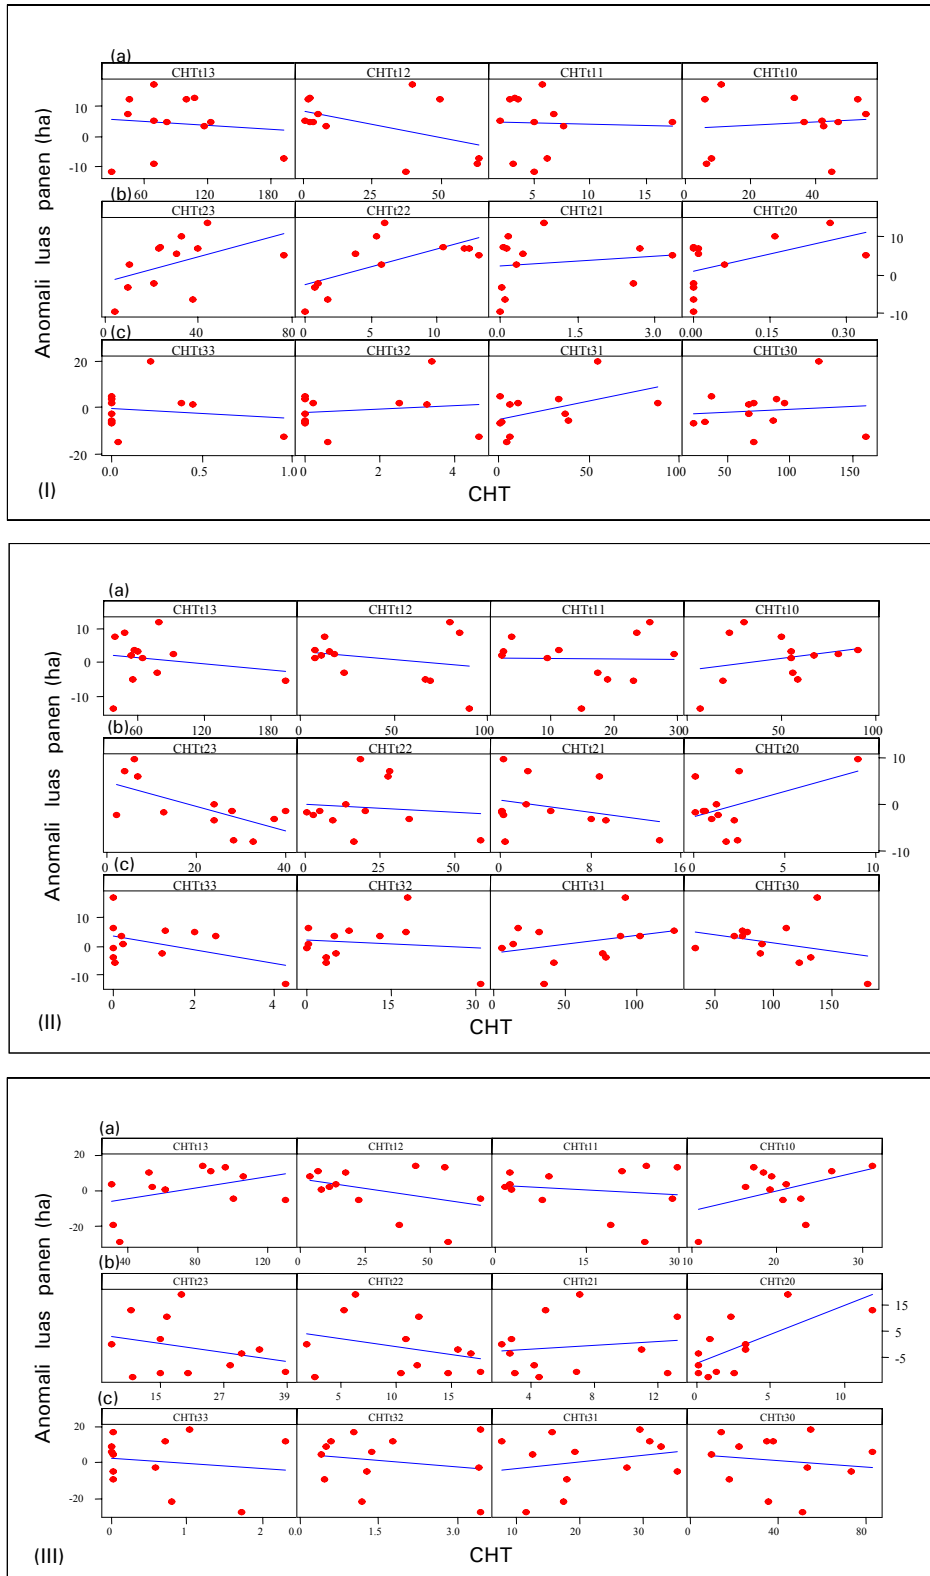 (a)
CHTt13 CHTt12 CHTt11 CHTt10
10
0
-10
60 120 180 0 25 50 5 10 15 0 25 50
(b)
CHTt23 CHTt22 CHTt21 CHTt20
10
0
-10
0 40 80 0 5 10 0.0 1.5 3.0 0.00 0.15 0.30
(c)
CHTt33 CHTt32 CHTt31 CHTt30
20
0
-20
0.0 0.5 1.0 0 2 4 0 50 100 50 100 150
Anomali luas panen (ha)
CHT
(I)
(a)
CHTt13 CHTt12 CHTt11 CHTt10
10
0
-10
60 120 180 0 50 100 10 20 30 0 50 100
(b)
CHTt23 CHTt22 CHTt21 CHTt20
10
0
-10
0 20 40 0 25 50 0 8 16 0 5 10
(c)
CHTt33 CHTt32 CHTt31 CHTt30
10
0
-10
0 2 4 0 15 30 0 50 100 50 100 150
Anomali luas panen (ha)
CHT
(II)
(a)
CHTt13 CHTt12 CHTt11 CHTt10
20
0
-20
40 80 120 0 25 50 0 15 30 10 20 30
(b)
CHTt23 CHTt22 CHTt21 CHTt20
15
5
-5
15 27 39 5 10 15 4 8 12 0 5 10
(c)
CHTt33 CHTt32 CHTt31 CHTt30
20
0
-20
0 1 2 0.0 1.5 3.0 10 20 30 0 40 80
Anomali luas panen (ha)
CHT
(III)